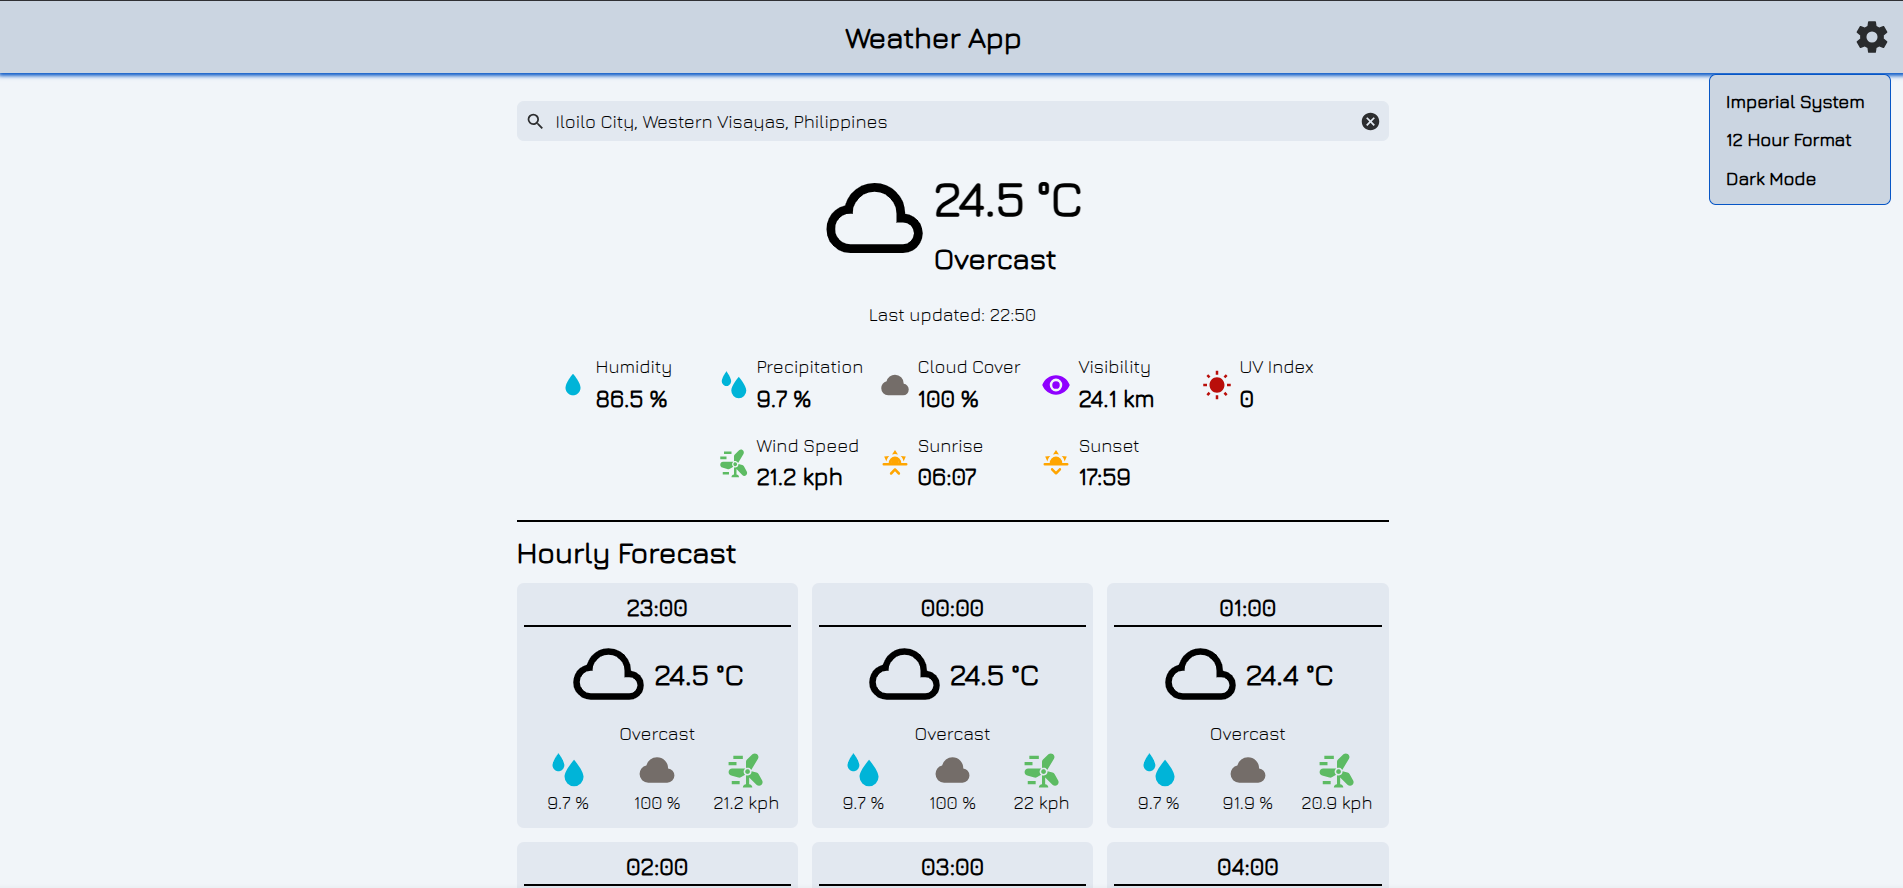 Weather App
Imperial System
12 Hour Format
Dark Mode
Iloilo City, Western Visayas, Philippines
24.5 °C
Overcast
Last updated: 22:50
Humidity
86.5 %
Precipitation
9.7 %
Cloud Cover
100 %
Visibility
24.1 km
UV Index
0
Wind Speed
21.2 kph
Sunrise
06:07
Sunset
17:59
Hourly Forecast
23:00
24.5 °C
Overcast
9.7 %
100 %
21.2 kph
00:00
24.5 °C
Overcast
9.7 %
100 %
22 kph
01:00
24.4 °C
Overcast
9.7 %
91.9 %
20.9 kph
02:00
03:00
04:00